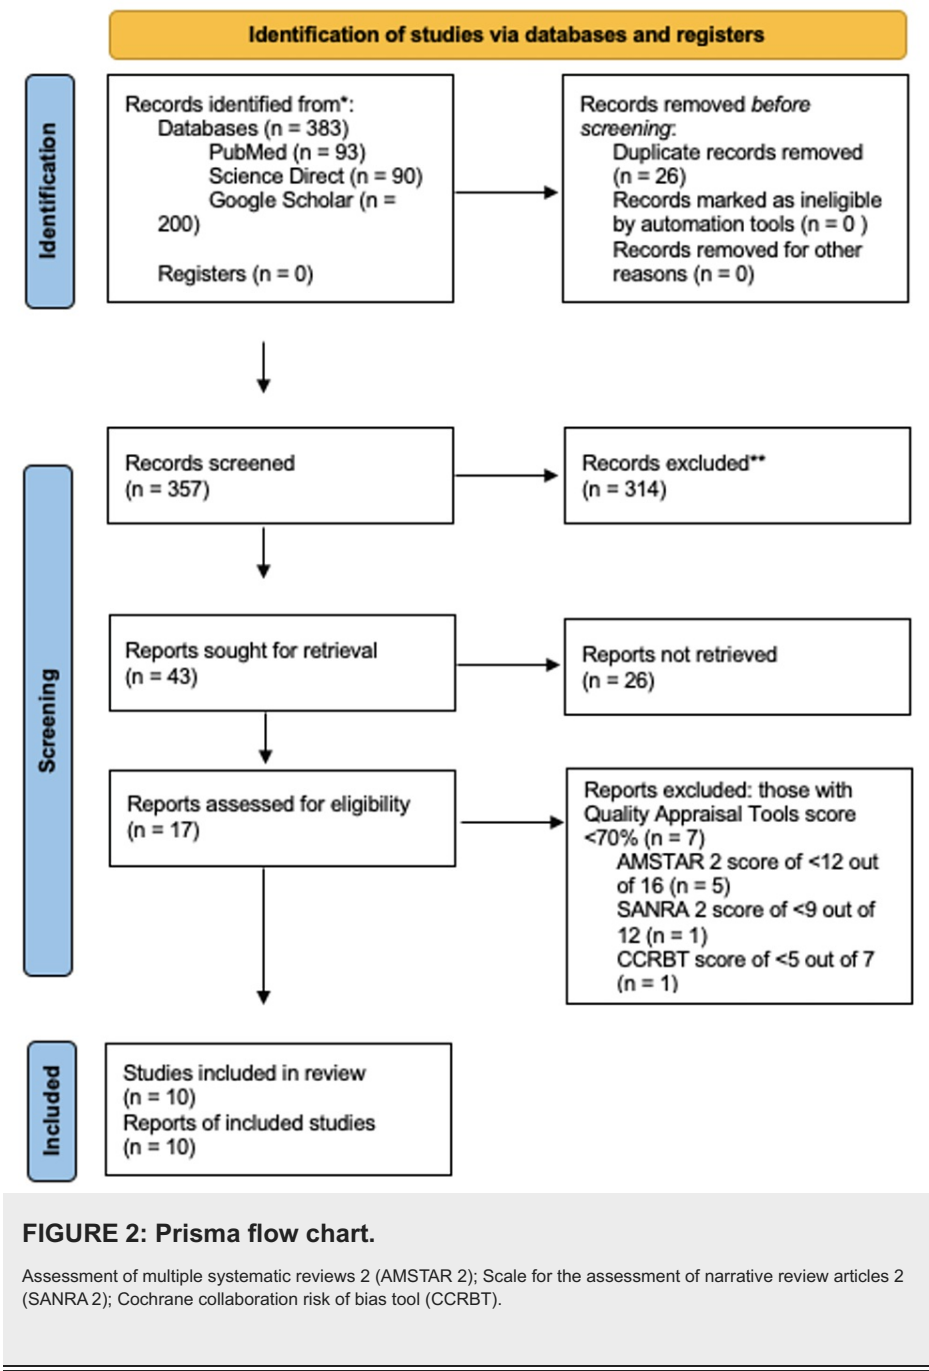 Identification of studies via databases and registers
Identification
Records identified from*:
Databases (n = 383)
PubMed (n = 93)
Science Direct (n = 90)
Google Scholar (n =
200)
Registers (n = 0)
Records removed before
screening:
Duplicate records removed
(n = 26)
Records marked as ineligible
by automation tools (n = 0 )
Records removed for other
reasons (n = 0)
Screening
Records screened
(n = 357)
Records excluded**
(n = 314)
Reports sought for retrieval
(n = 43)
Reports not retrieved
(n = 26)
Reports assessed for eligibility
(n = 17)
Reports excluded: those with
Quality Appraisal Tools score
<70% (n = 7)
AMSTAR 2 score of <12 out
of 16 (n = 5)
SANRA 2 score of <9 out of
12 (n = 1)
CCRBT score of <5 out of 7
(n = 1)
Included
Studies included in review
(n = 10)
Reports of included studies
(n = 10)
FIGURE 2: Prisma flow chart.
Assessment of multiple systematic reviews 2 (AMSTAR 2); Scale for the assessment of narrative review articles 2
(SANRA 2); Cochrane collaboration risk of bias tool (CCRBT).